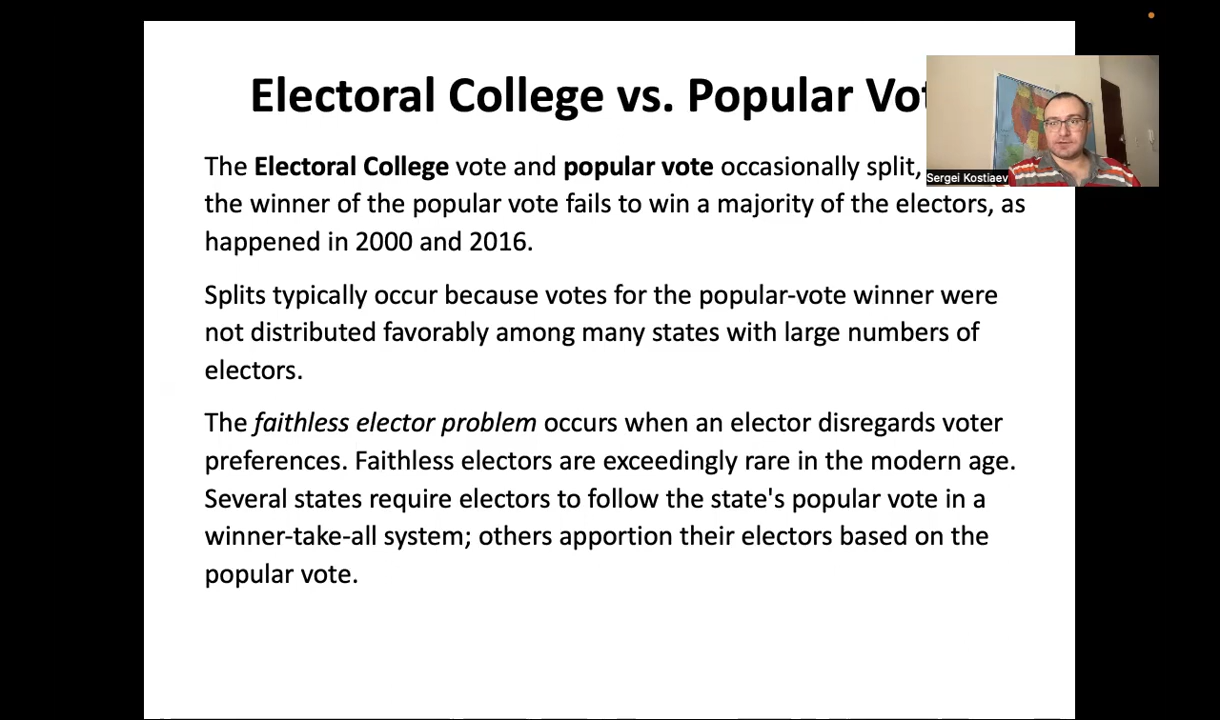 Electoral College vs. Popular
The Electoral College vote and popular vote occasionally split,
the winner of the popular vote fails to win a majority of the electors, as
happened in 2000 and 2016.
Splits typically occur because votes for the popular-vote winner were
not distributed favorably among many states with large numbers of
electors.
The faithless elector problem occurs when an elector disregards voter
preferences. Faithless electors are exceedingly rare in the modern age.
Several states require electors to follow the state's popular vote in a
winner-take-all system; others apportion their electors based on the
popular vote.
Sergei Kostiaev